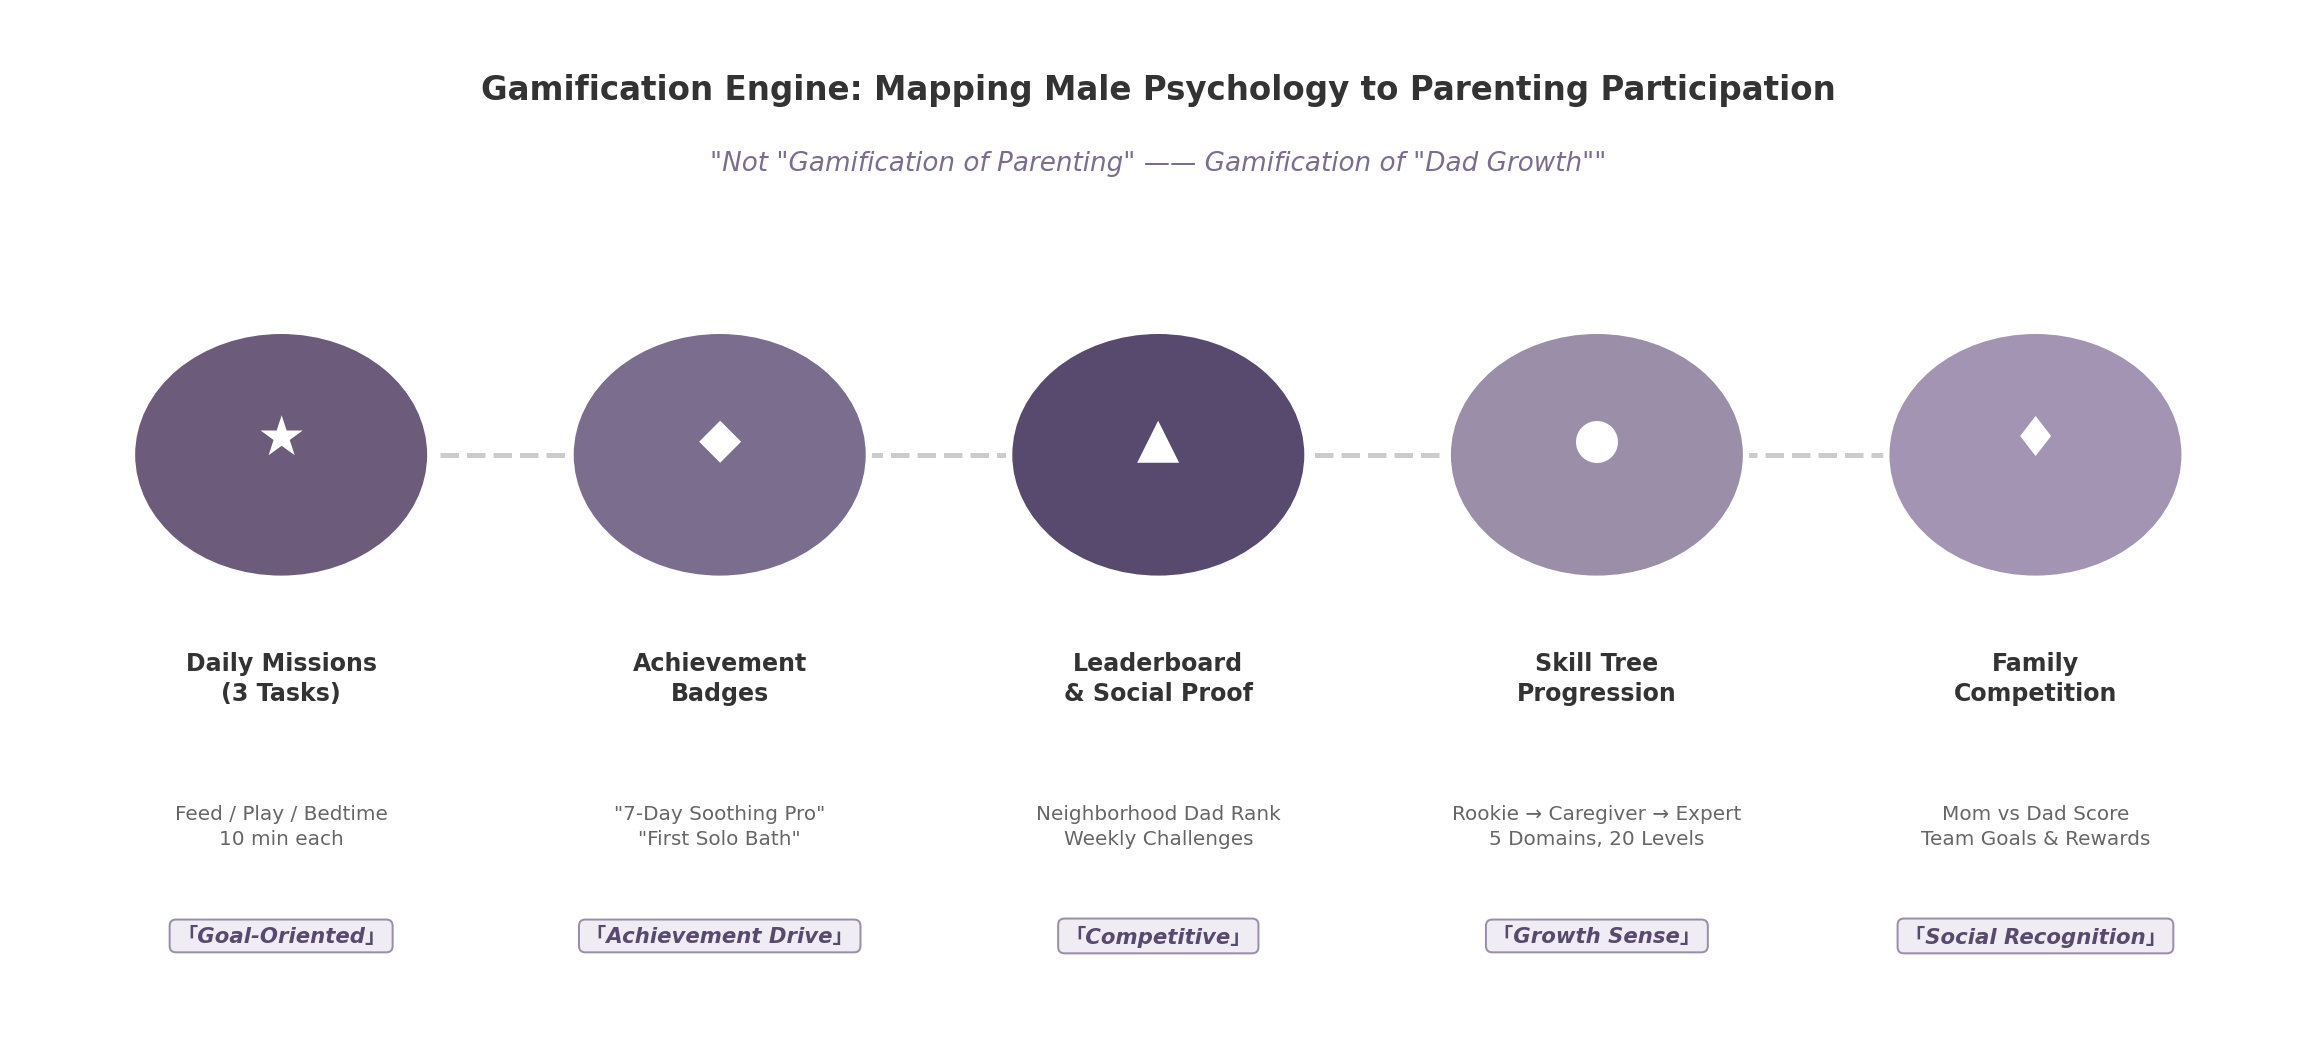 Gamification Engine: Mapping Male Psychology to Parenting Participation
"Not "Gamification of Parenting" —— Gamification of "Dad Growth""
Daily Missions
(3 Tasks)
Achievement
Badges
Leaderboard
& Social Proof
Skill Tree
Progression
Family
Competition
Feed / Play / Bedtime
10 min each
"7-Day Soothing Pro"
"First Solo Bath"
Neighborhood Dad Rank
Weekly Challenges
Rookie → Caregiver → Expert
5 Domains, 20 Levels
Mom vs Dad Score
Team Goals & Rewards
「Goal-Oriented」
「Achievement Drive」
「Competitive」
「Growth Sense」
「Social Recognition」